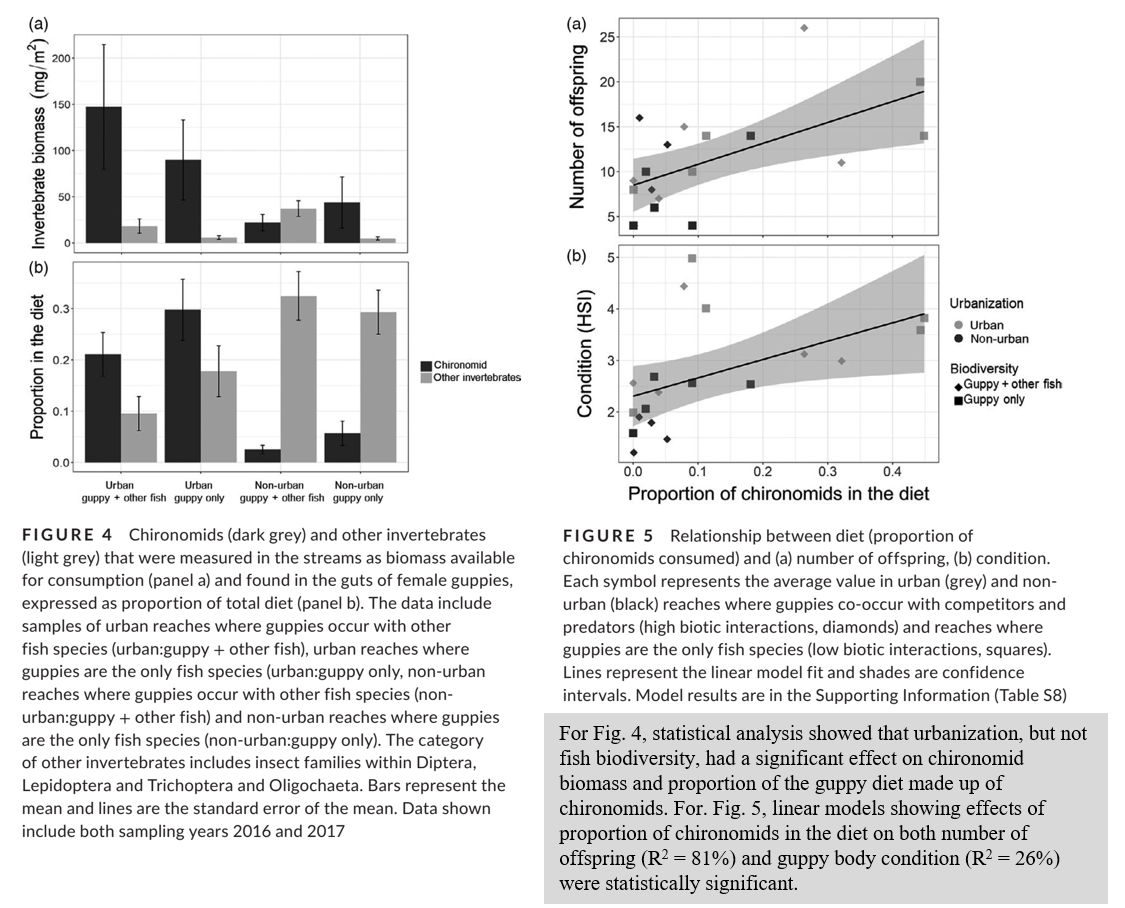 (a)
Invertebrate biomass (mg/m²)
200
150
100
50
0
(b)
Proportion in the diet
0.3
0.2
0.1
0.0
Chironomid
Other invertebrates
Urban
guppy + other fish
Urban
guppy only
Non-urban
guppy + other fish
Non-urban
guppy only
FIGURE 4 Chironomids (dark grey) and other invertebrates
(light grey) that were measured in the streams as biomass available
for consumption (panel a) and found in the guts of female guppies,
expressed as proportion of total diet (panel b). The data include
samples of urban reaches where guppies occur with other
fish species (urban:guppy + other fish), urban reaches where
guppies are the only fish species (urban:guppy only, non-urban
reaches where guppies occur with other fish species (non-
urban:guppy + other fish) and non-urban reaches where guppies
are the only fish species (non-urban:guppy only). The category
of other invertebrates includes insect families within Diptera,
Lepidoptera and Trichoptera and Oligochaeta. Bars represent the
mean and lines are the standard error of the mean. Data shown
include both sampling years 2016 and 2017
(a)
Number of offspring
25
20
15
10
5
(b)
Condition (HSI)
5
4
3
2
0.0
0.1
0.2
0.3
0.4
Proportion of chironomids in the diet
Urbanization
Urban
Non-urban
Biodiversity
Guppy + other fish
Guppy only
FIGURE 5 Relationship between diet (proportion of
chironomids consumed) and (a) number of offspring, (b) condition.
Each symbol represents the average value in urban (grey) and non-
urban (black) reaches where guppies co-occur with competitors and
predators (high biotic interactions, diamonds) and reaches where
guppies are the only fish species (low biotic interactions, squares).
Lines represent the linear model fit and shades are confidence
intervals. Model results are in the Supporting Information (Table S8)
For Fig. 4, statistical analysis showed that urbanization, but not
fish biodiversity, had a significant effect on chironomid
biomass and proportion of the guppy diet made up of
chironomids. For. Fig. 5, linear models showing effects of
proportion of chironomids in the diet on both number of
offspring (R² = 81%) and guppy body condition (R² = 26%)
were statistically significant.